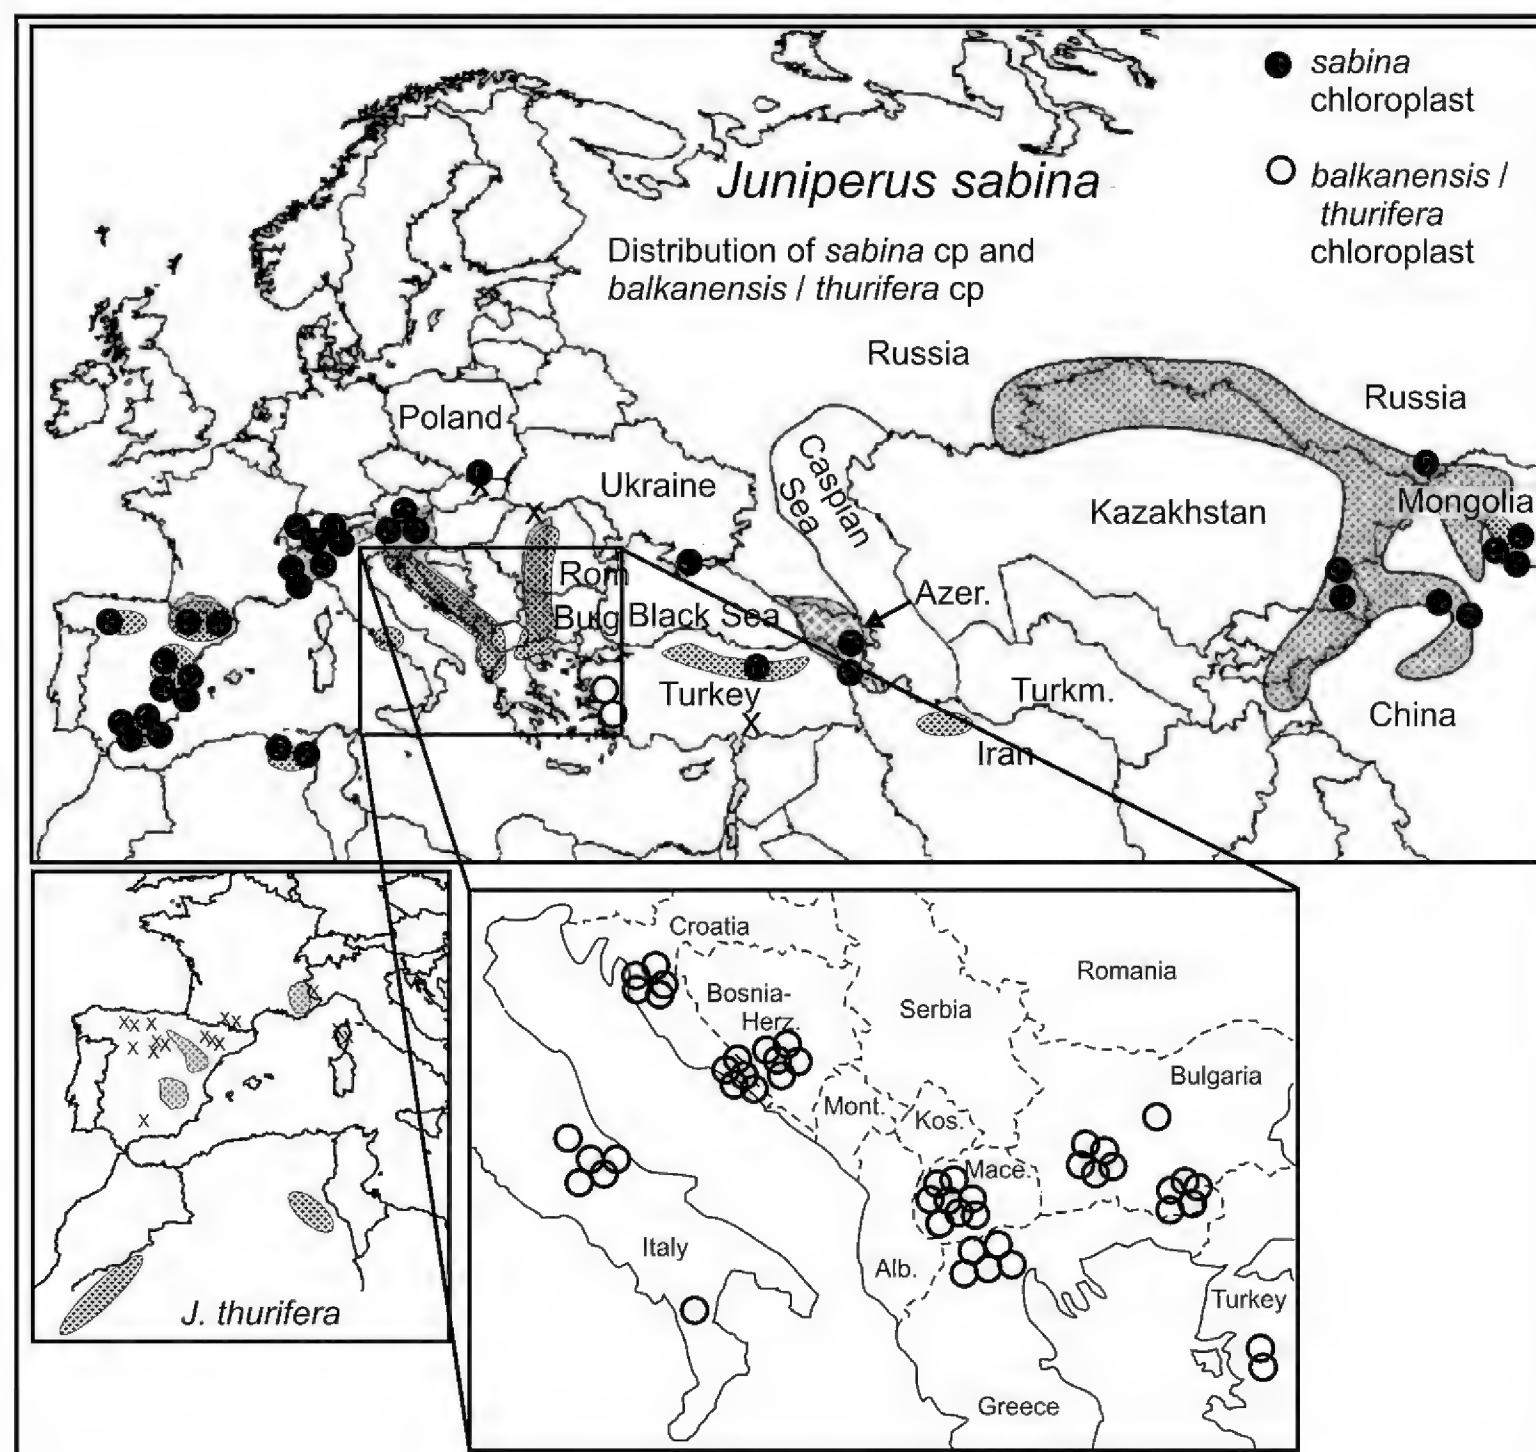 sabina
chloroplast
balkanensis /
thurifera
chloroplast
Juniperus sabina
Distribution of sabina cp and
balkanensis / thurifera cp
Russia
Russia
Poland
Ukraine
Caspian
Sea
Kazakhstan
Mongolia
Rom
Bulg
Black Sea
Azer.
Turkey
X
X
X
Turkm.
China
Iran
J. thurifera
Croatia
Romania
Bosnia-
Herz.
Serbia
Bulgaria
Mont.
Kos.
Mace.
Italy
Alb.
Turkey
Greece